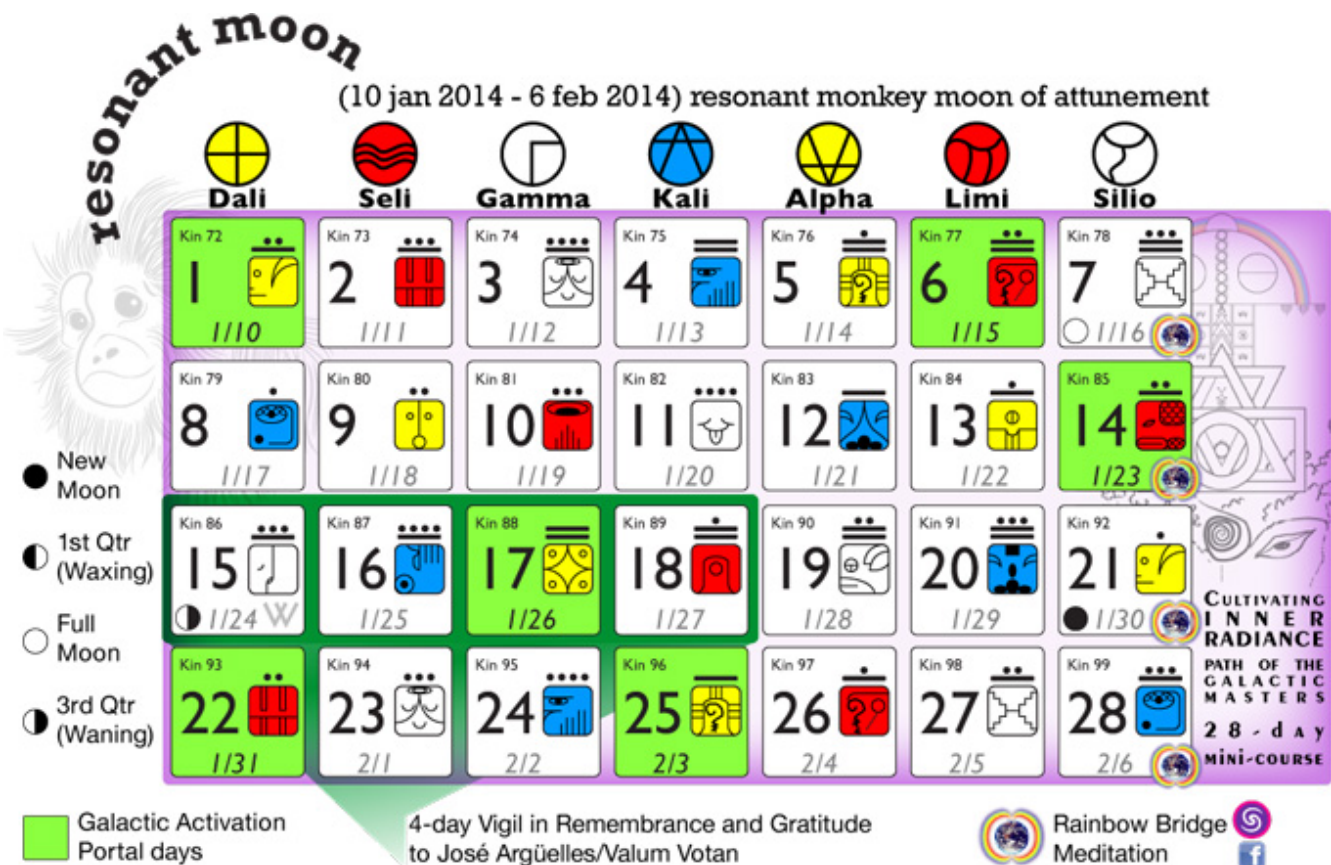 resonant moon
(10 jan 2014 - 6 feb 2014) resonant monkey moon of attunement
Dali Seli Gamma Kali Alpha Limi Silio
Kin 72 Kin 73 Kin 74 Kin 75 Kin 76 Kin 77 Kin 78
1 2 3 4 5 6 7
1/10 1/11 1/12 1/13 1/14 1/15 1/16
Kin 79 Kin 80 Kin 81 Kin 82 Kin 83 Kin 84 Kin 85
8 9 10 11 12 13 14
1/17 1/18 1/19 1/20 1/21 1/22 1/23
Kin 86 Kin 87 Kin 88 Kin 89 Kin 90 Kin 91 Kin 92
15 16 17 18 19 20 21
1/24 W 1/25 1/26 1/27 1/28 1/29 1/30
Kin 93 Kin 94 Kin 95 Kin 96 Kin 97 Kin 98 Kin 99
22 23 24 25 26 27 28
1/31 2/1 2/2 2/3 2/4 2/5 2/6
New
Moon
1st Qtr
(Waxing)
Full
Moon
3rd Qtr
(Waning)
CULTIVATING
INNER
RADIANCE
PATH OF THE
GALACTIC
MASTERS
28-day
MINI-COURSE
Galactic Activation
Portal days
4-day Vigil in Remembrance and Gratitude
to José Argüelles/Valum Votan
Rainbow Bridge
Meditation
f